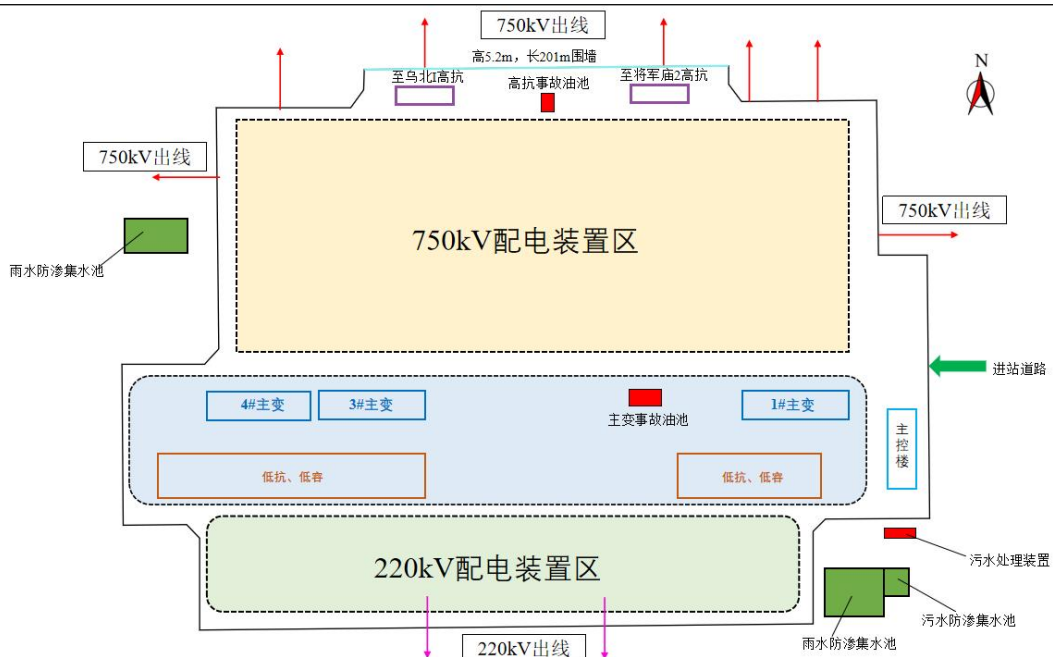 750kV出线
高5.2m，长201m围墙
至乌北I高抗
高抗事故油池
至将军庙2高抗
N
750kV出线
750kV出线
750kV配电装置区
雨水防渗集水池
进站道路
4#主变
3#主变
主变事故油池
1#主变
主控楼
低抗、低容
低抗、低容
220kV配电装置区
污水处理装置
污水防渗集水池
雨水防渗集水池
220kV出线